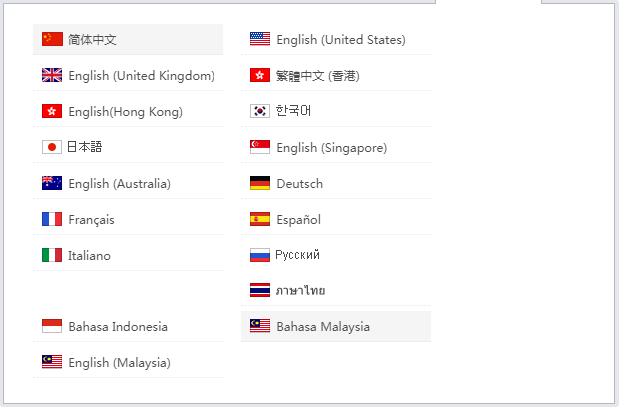 简体中文
English (United States)
English (United Kingdom)
繁體中文 (香港)
English(Hong Kong)
한국어
日本語
English (Singapore)
English (Australia)
Deutsch
Français
Español
Italiano
Русский
ภาษาไทย
Bahasa Indonesia
Bahasa Malaysia
English (Malaysia)